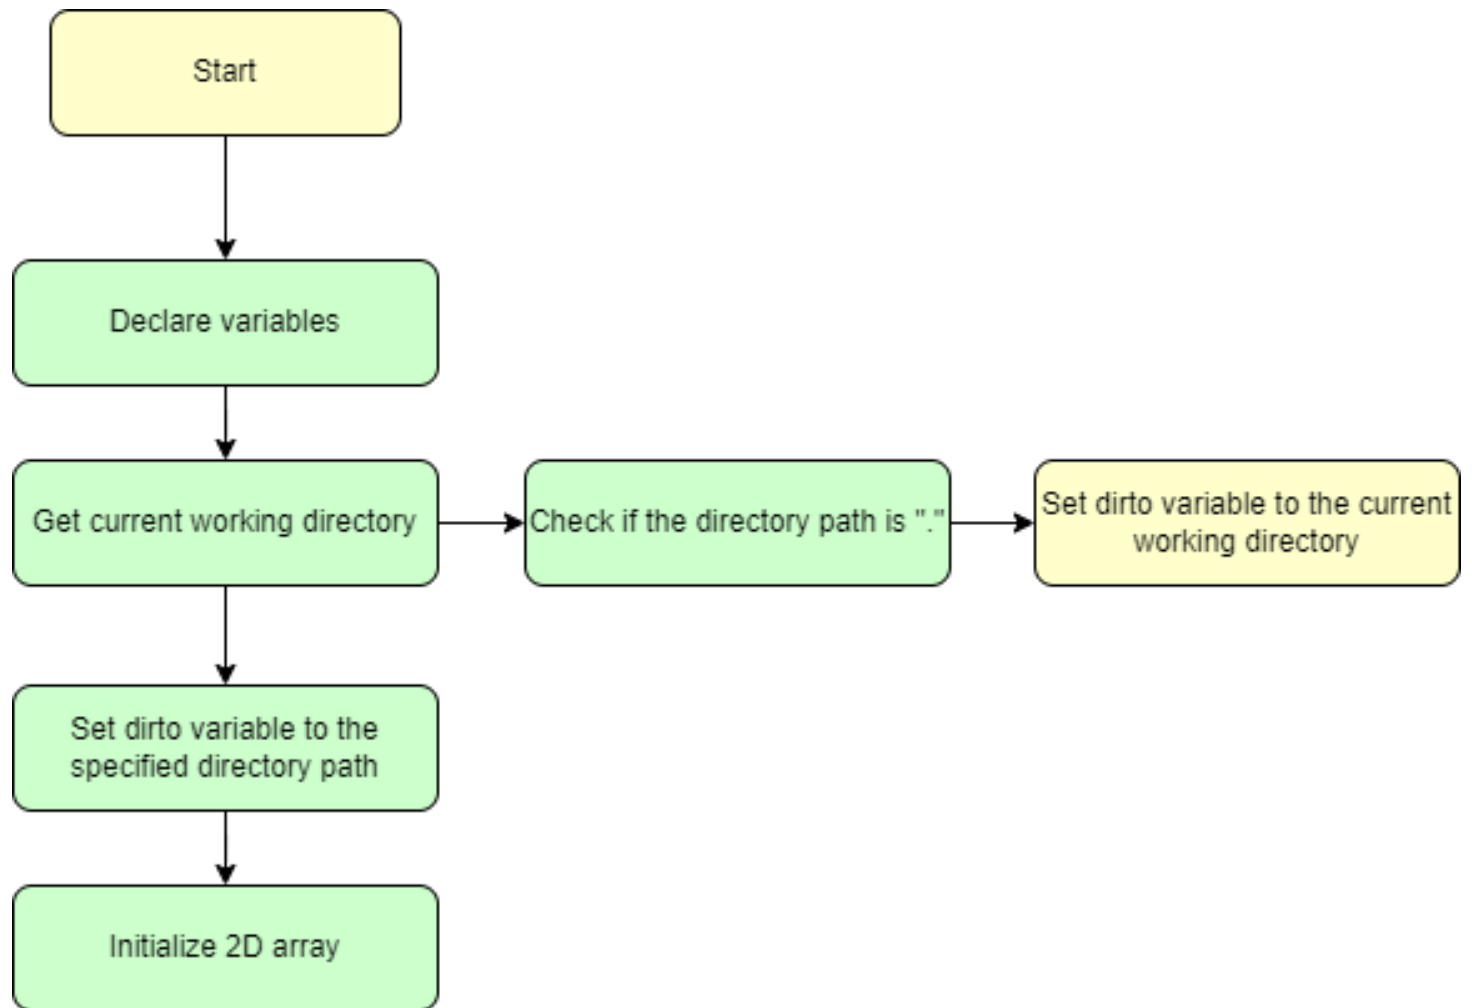 Start
Declare variables
Get current working directory
Check if the directory path is "."
Set dirto variable to the current
working directory
Set dirto variable to the
specified directory path
Initialize 2D array